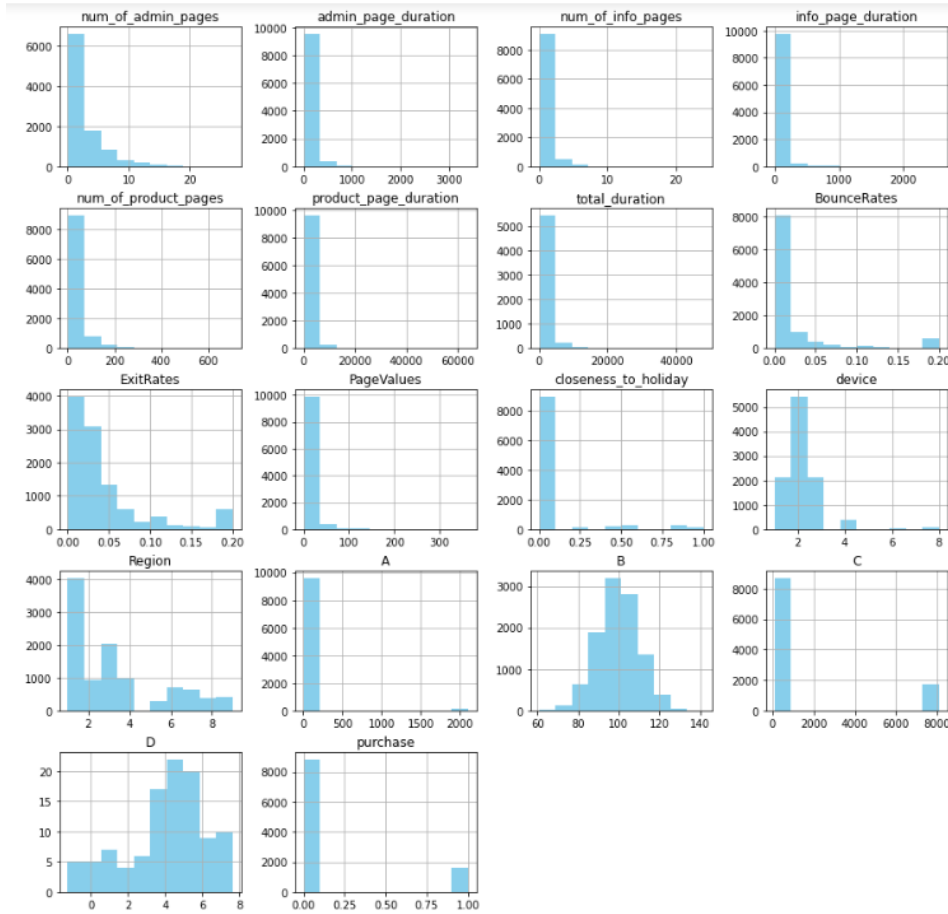 num_of_admin_pages
6000
4000
2000
0
0 10 20
admin_page_duration
10000
8000
6000
4000
2000
0
0 1000 2000 3000
num_of_info_pages
8000
6000
4000
2000
0
0 10 20
info_page_duration
10000
8000
6000
4000
2000
0
0 1000 2000
num_of_product_pages
8000
6000
4000
2000
0
0 200 400 600
product_page_duration
10000
8000
6000
4000
2000
0
0 20000 40000 60000
total_duration
5000
4000
3000
2000
1000
0
0 20000 40000
BounceRates
8000
6000
4000
2000
0
0.00 0.05 0.10 0.15 0.20
ExitRates
4000
3000
2000
1000
0
0.00 0.05 0.10 0.15 0.20
PageValues
10000
8000
6000
4000
2000
0
0 100 200 300
closeness_to_holiday
8000
6000
4000
2000
0
0.00 0.25 0.50 0.75 1.00
device
5000
4000
3000
2000
1000
0
2 4 6 8
Region
4000
3000
2000
1000
0
2 4 6 8
A
10000
8000
6000
4000
2000
0
0 500 1000 1500 2000
B
3000
2000
1000
0
60 80 100 120 140
C
8000
6000
4000
2000
0
0 2000 4000 6000 8000
D
20
15
10
5
0
0 2 4 6 8
purchase
8000
6000
4000
2000
0
0.00 0.25 0.50 0.75 1.00